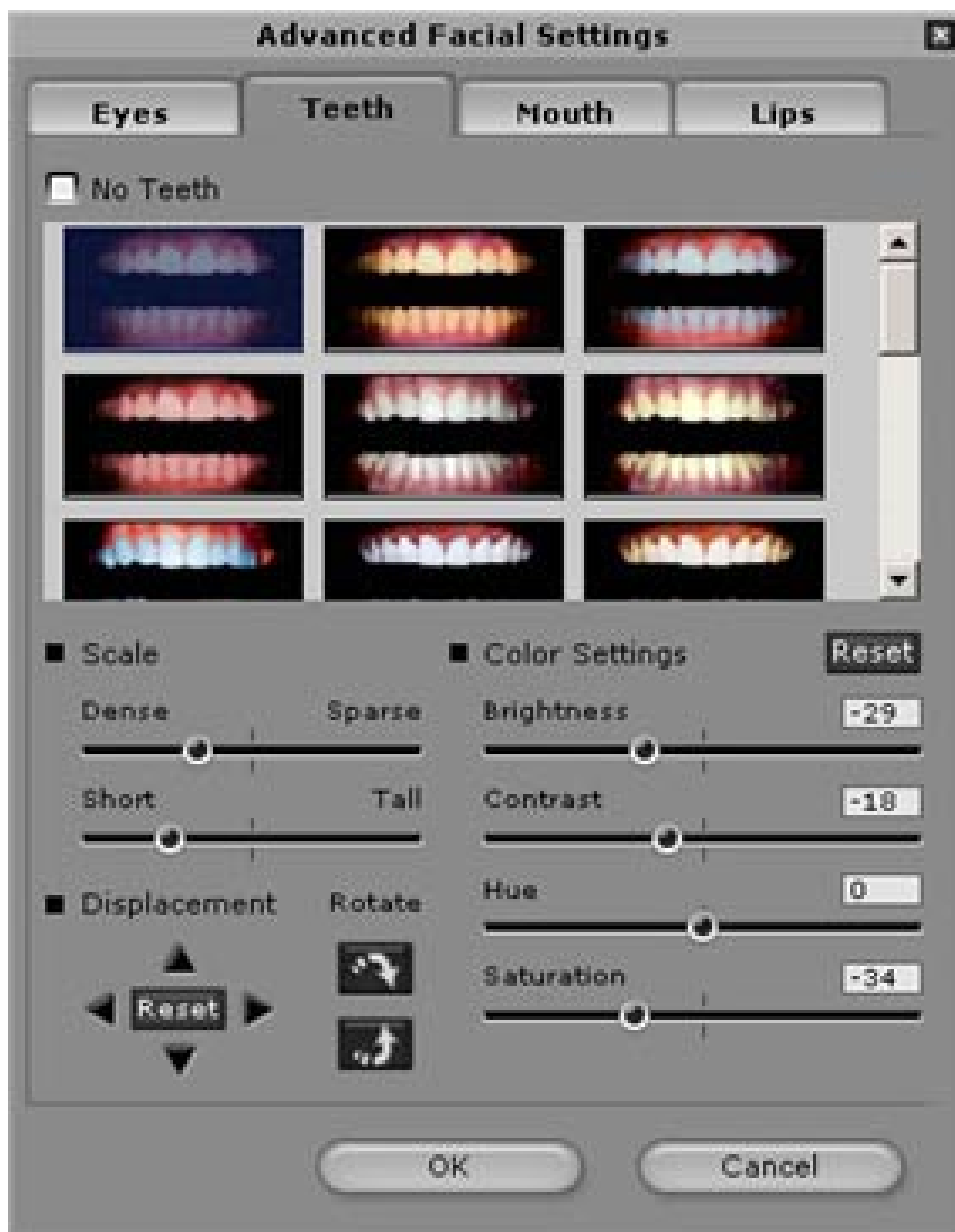 Advanced Facial Settings
Eyes Teeth Mouth Lips
No Teeth
Scale
Dense Sparse
Short Tall
Displacement Rotate
Reset
Color Settings Reset
Brightness -29
Contrast -18
Hue 0
Saturation -34
OK Cancel